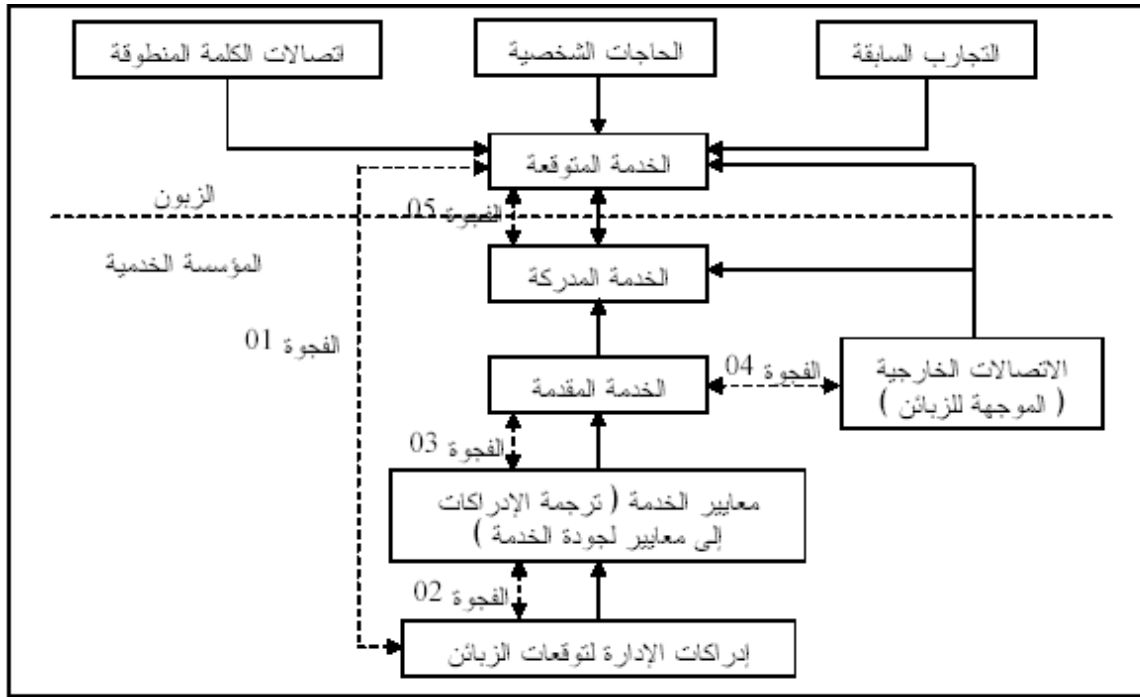 التجارب السابقة
الحاجات الشخصية
اتصالات الكلمة المنطوقة
الخدمة المتوقعة
الزبون
الفجوة 05
المؤسسة الخدمية
الخدمة المدركة
الفجوة 01
الاتصالات الخارجية
( الموجهة للزبائن )
الفجوة 04
الخدمة المقدمة
الفجوة 03
معايير الخدمة ( ترجمة الإدراكات
إلى معايير لجودة الخدمة )
الفجوة 02
إدراكات الإدارة لتوقعات الزبائن